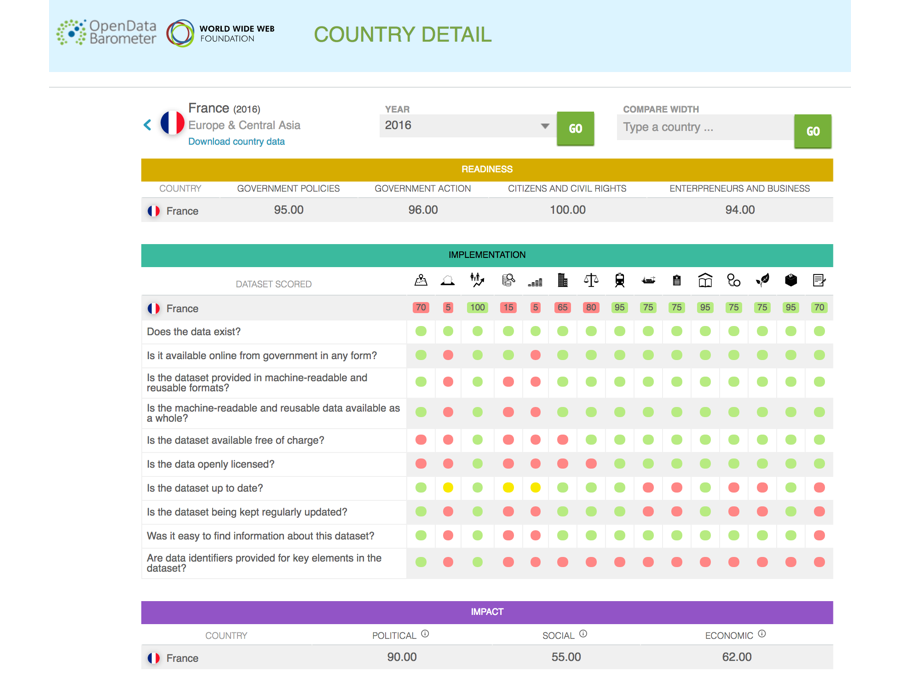 OpenData
Barometer
WORLD WIDE WEB
FOUNDATION
COUNTRY DETAIL
France (2016)
Europe & Central Asia
Download country data
YEAR
2016
GO
COMPARE WIDTH
Type a country ...
GO
READINESS
COUNTRY GOVERNMENT POLICIES GOVERNMENT ACTION CITIZENS AND CIVIL RIGHTS ENTERPRENEURS AND BUSINESS
France 95.00 96.00 100.00 94.00
IMPLEMENTATION
DATASET SCORED
France 70 5 100 15 5 65 80 95 75 75 95 75 75 95 70
Does the data exist?
Is it available online from government in any form?
Is the dataset provided in machine-readable and
reusable formats?
Is the machine-readable and reusable data available as
a whole?
Is the dataset available free of charge?
Is the data openly licensed?
Is the dataset up to date?
Is the dataset being kept regularly updated?
Was it easy to find information about this dataset?
Are data identifiers provided for key elements in the
dataset?
IMPACT
COUNTRY POLITICAL SOCIAL ECONOMIC
France 90.00 55.00 62.00